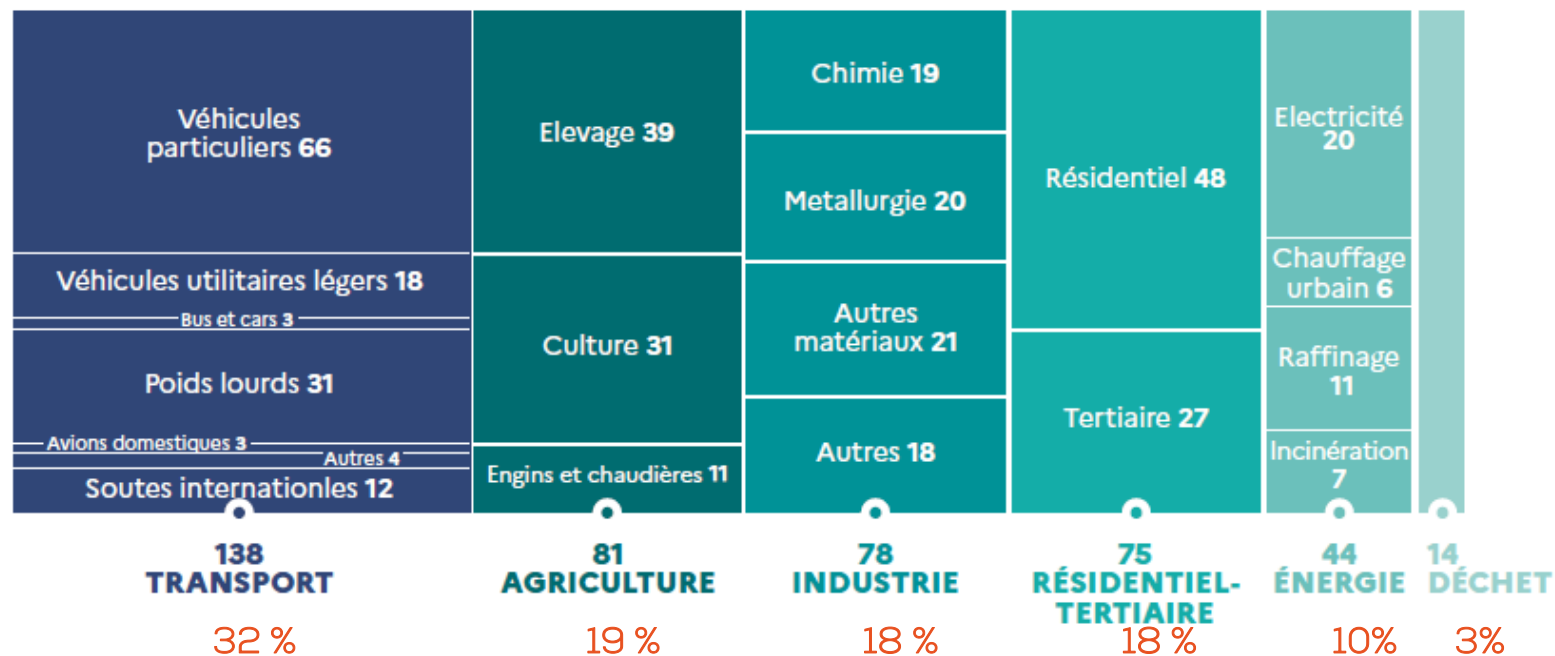 Véhicules
particuliers 66
Véhicules utilitaires légers 18
Bus et cars 3
Poids lourds 31
Avions domestiques 3
Autres 4
Soutes internationles 12
138
TRANSPORT
32 %
Elevage 39
Culture 31
Engins et chaudières 11
81
AGRICULTURE
19 %
Chimie 19
Metallurgie 20
Autres
matériaux 21
Autres 18
78
INDUSTRIE
18 %
Résidentiel 48
Tertiaire 27
75
RÉSIDENTIEL-
TERTIAIRE
18 %
Electricité
20
Chauffage
urbain 6
Raffinage
11
Incinération
7
44
ÉNERGIE
10%
14
DÉCHET
3%